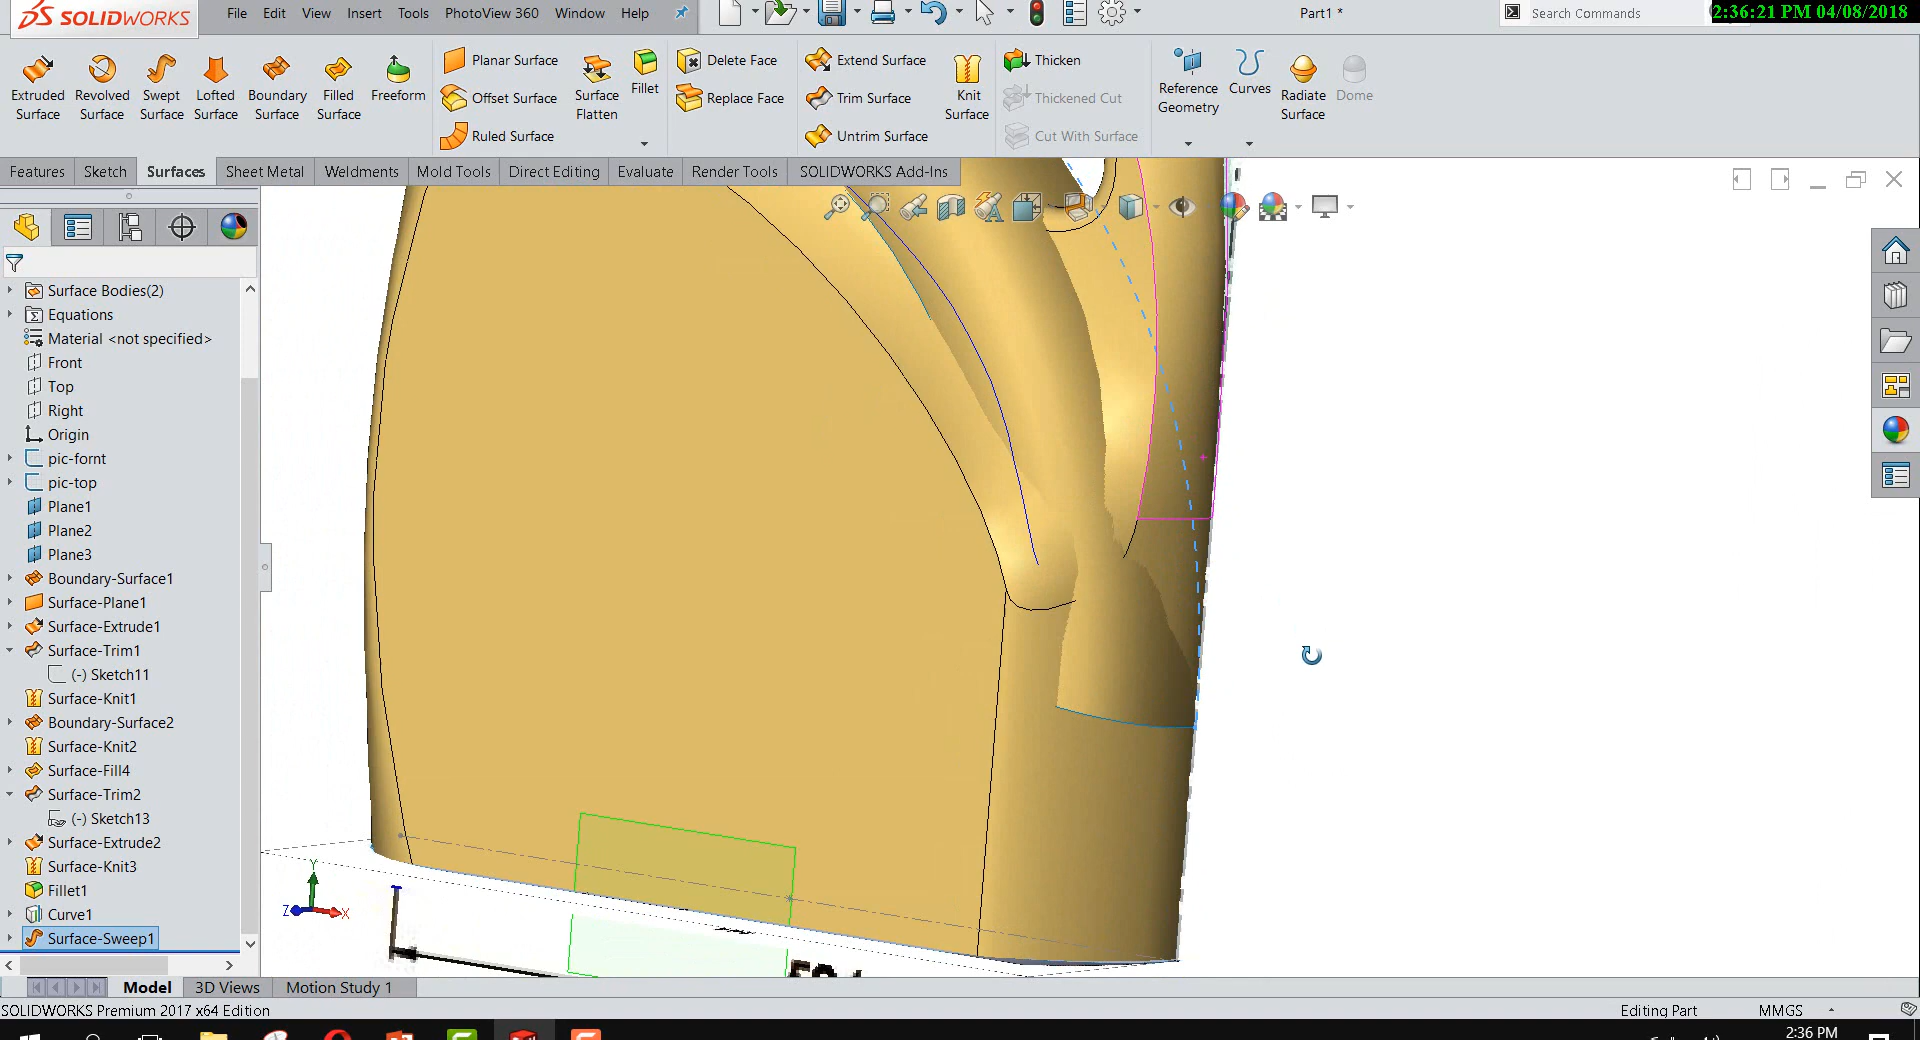 SOLIDWORKS
File Edit View Insert Tools PhotoView 360 Window Help
Part1 *
Search Commands
2:36:21 PM 04/08/2018
Extruded Surface
Revolved Surface
Swept Surface
Lofted Surface
Boundary Surface
Filled Surface
Freeform
Planar Surface
Offset Surface
Ruled Surface
Surface Flatten
Fillet
Delete Face
Replace Face
Extend Surface
Trim Surface
Untrim Surface
Knit Surface
Thicken
Thickened Cut
Cut With Surface
Reference Geometry
Curves
Radiate Surface
Dome
Features Sketch Surfaces Sheet Metal Weldments Mold Tools Direct Editing Evaluate Render Tools SOLIDWORKS Add-Ins
Surface Bodies(2)
Equations
Material <not specified>
Front
Top
Right
Origin
pic-fornt
pic-top
Plane1
Plane2
Plane3
Boundary-Surface1
Surface-Plane1
Surface-Extrude1
Surface-Trim1
(-) Sketch11
Surface-Knit1
Boundary-Surface2
Surface-Knit2
Surface-Fill4
Surface-Trim2
(-) Sketch13
Surface-Extrude2
Surface-Knit3
Fillet1
Curve1
Surface-Sweep1
Y
Z
X
Model 3D Views Motion Study 1
SOLIDWORKS Premium 2017 x64 Edition
Editing Part
MMGS
2:36 PM